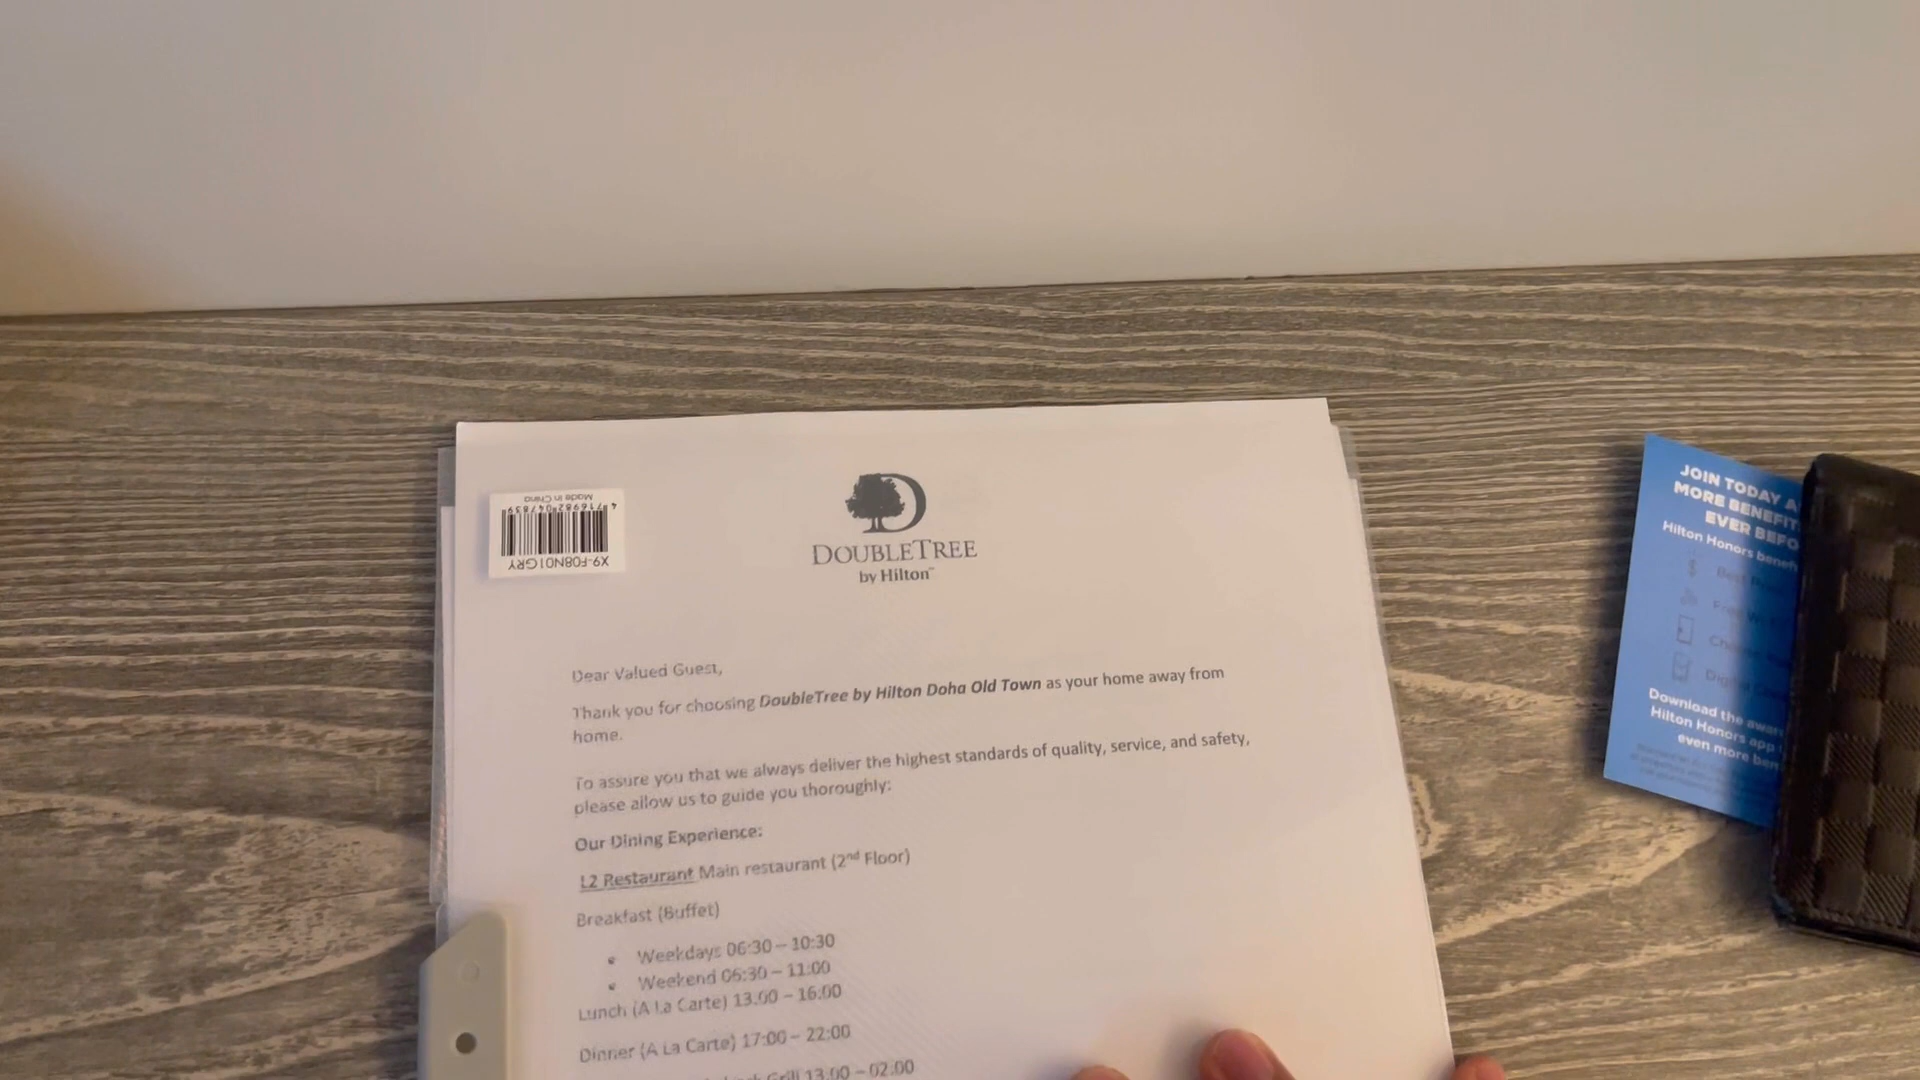 Made in China
4 716982 047839
X9-F08N01GRY
DOUBLETREE
by Hilton™
Dear Valued Guest,
Thank you for choosing DoubleTree by Hilton Doha Old Town as your home away from
home.
To assure you that we always deliver the highest standards of quality, service, and safety,
please allow us to guide you thoroughly:
Our Dining Experience:
L2 Restaurant Main restaurant (2nd Floor)
Breakfast (Buffet)
• Weekdays 06:30 – 10:30
• Weekend 06:30 – 11:00
Lunch (A La Carte) 13.00 – 16:00
Dinner (A La Carte) 17:00 – 22:00
Grill 13.00 – 02:00
JOIN TODAY
MORE BENEFIT
EVER BEFO
Hilton Honors benef
Download the
Hilton Honors app
even more ben